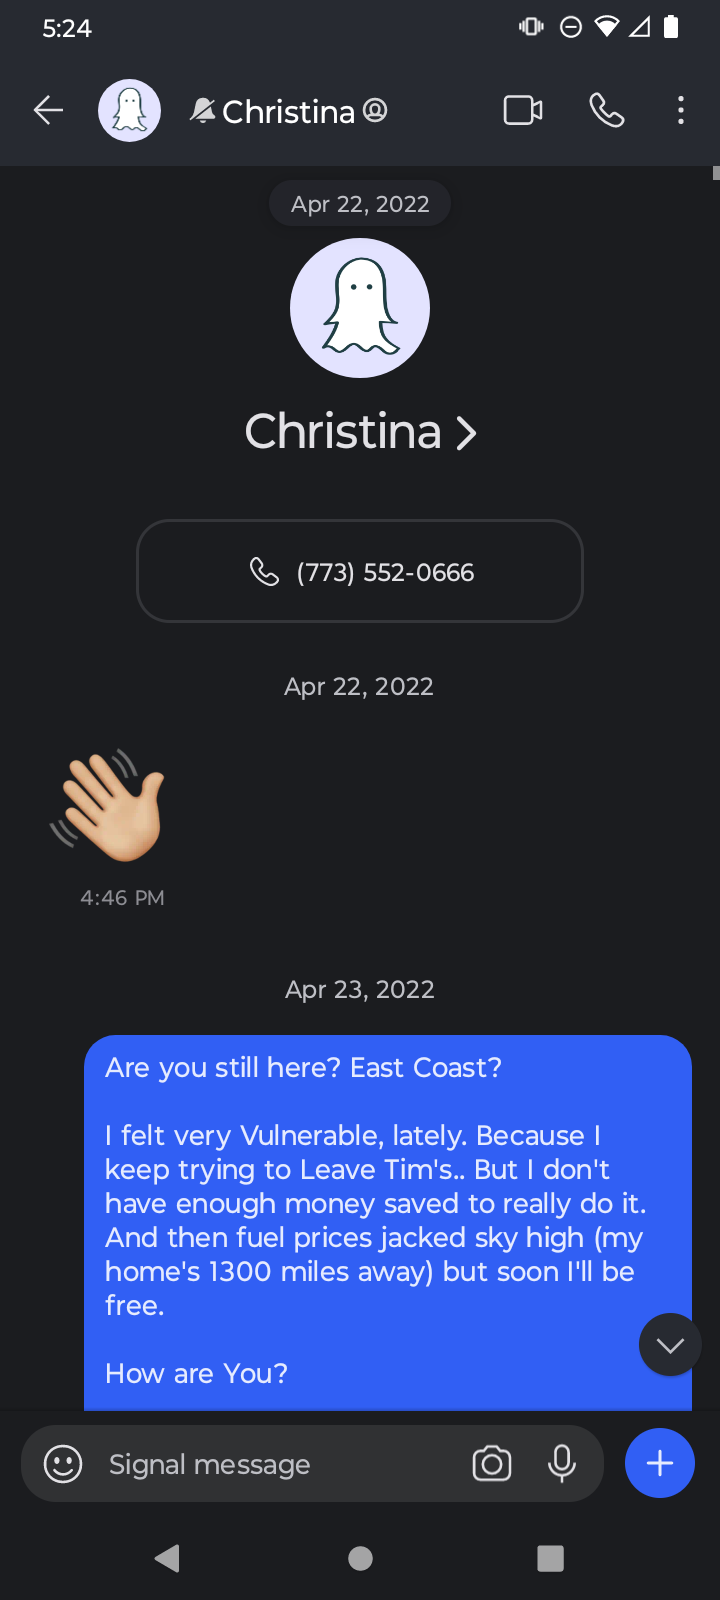 5:24
Christina
Apr 22, 2022
Christina
(773) 552-0666
Apr 22, 2022
4:46 PM
Apr 23, 2022
Are you still here? East Coast?
I felt very Vulnerable, lately. Because I
keep trying to Leave Tim's.. But I don't
have enough money saved to really do it.
And then fuel prices jacked sky high (my
home's 1300 miles away) but soon I'll be
free.
How are You?
Signal message